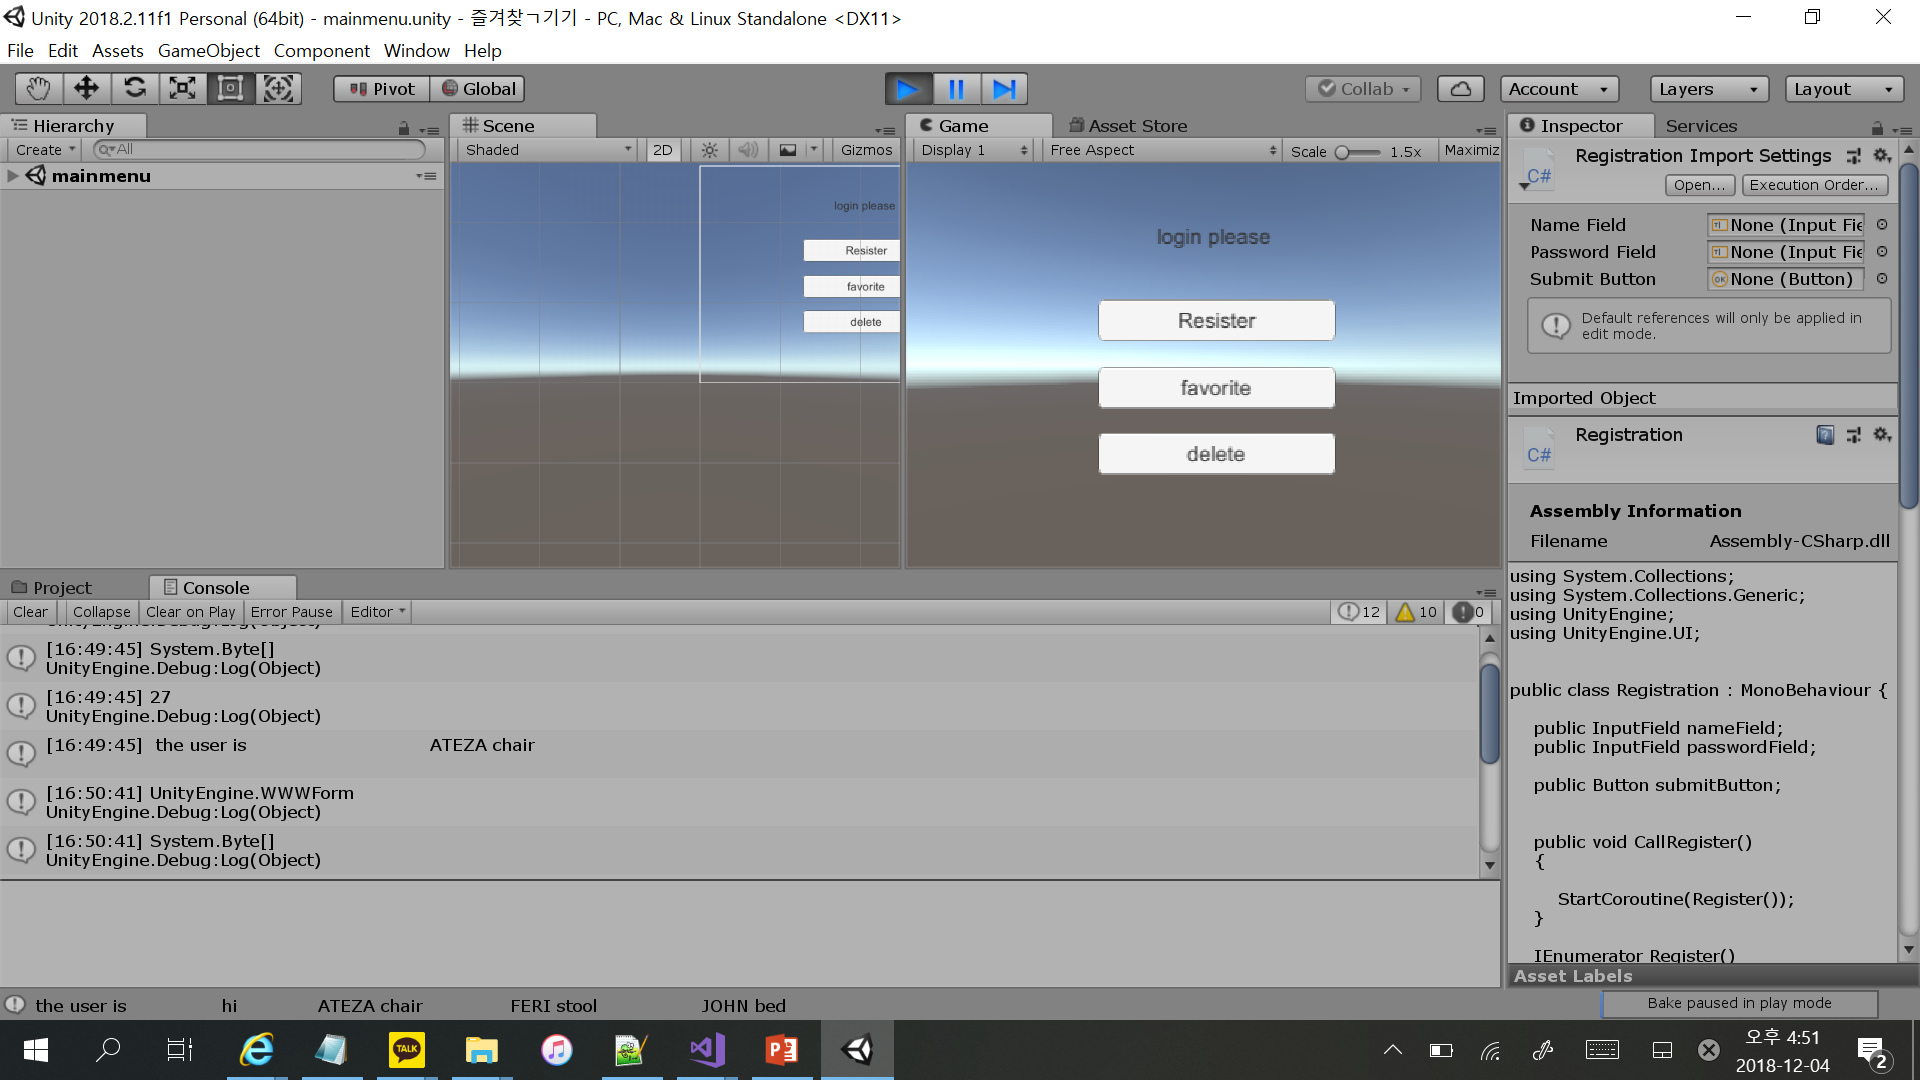 Unity 2018.2.11f1 Personal (64bit) - mainmenu.unity - 즐겨찾ㄱ기기 - PC, Mac & Linux Standalone <DX11>
File Edit Assets GameObject Component Window Help
Pivot Global Collab Account Layers Layout
Hierarchy
Create All
mainmenu
Scene
Shaded 2D Gizmos
login please
Resister
favorite
delete
Game Asset Store
Display 1 Free Aspect Scale 1.5x Maximiz
login please
Resister
favorite
delete
Inspector Services
C#
Registration Import Settings
Open... Execution Order...
Name Field None (Input Fie
Password Field None (Input Fie
Submit Button OK None (Button)
Default references will only be applied in
edit mode.
Imported Object
C#
Registration
Assembly Information
Filename Assembly-CSharp.dll
using System.Collections;
using System.Collections.Generic;
using UnityEngine;
using UnityEngine.UI;
public class Registration : MonoBehaviour {
public InputField nameField;
public InputField passwordField;
public Button submitButton;
public void CallRegister()
{
StartCoroutine(Register());
}
IEnumerator Register()
Asset Labels
Project Console
Clear Collapse Clear on Play Error Pause Editor 12 10 0
UnityEngine.Debug:Log(Object)
[16:49:45] System.Byte[]
UnityEngine.Debug:Log(Object)
[16:49:45] 27
UnityEngine.Debug:Log(Object)
[16:49:45] the user is ATEZA chair
[16:50:41] UnityEngine.WWWForm
UnityEngine.Debug:Log(Object)
[16:50:41] System.Byte[]
UnityEngine.Debug:Log(Object)
the user is hi ATEZA chair FERI stool JOHN bed
Bake paused in play mode
TALK
오후 4:51
2018-12-04
2